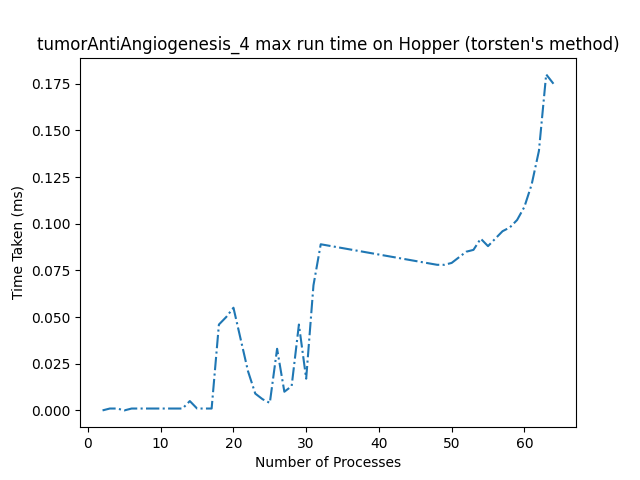 tumorAntiAngiogenesis_4 max run time on Hopper (torsten's method)
0.175
0.150
0.125
0.100
0.075
0.050
0.025
0.000
Time Taken (ms)
0 10 20 30 40 50 60
Number of Processes